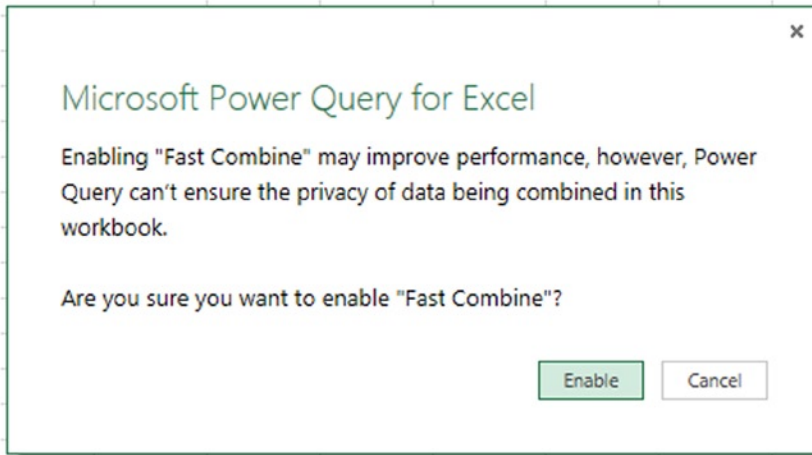 Microsoft Power Query for Excel
Enabling "Fast Combine" may improve performance, however, Power
Query can't ensure the privacy of data being combined in this
workbook.
Are you sure you want to enable "Fast Combine"?
Enable Cancel